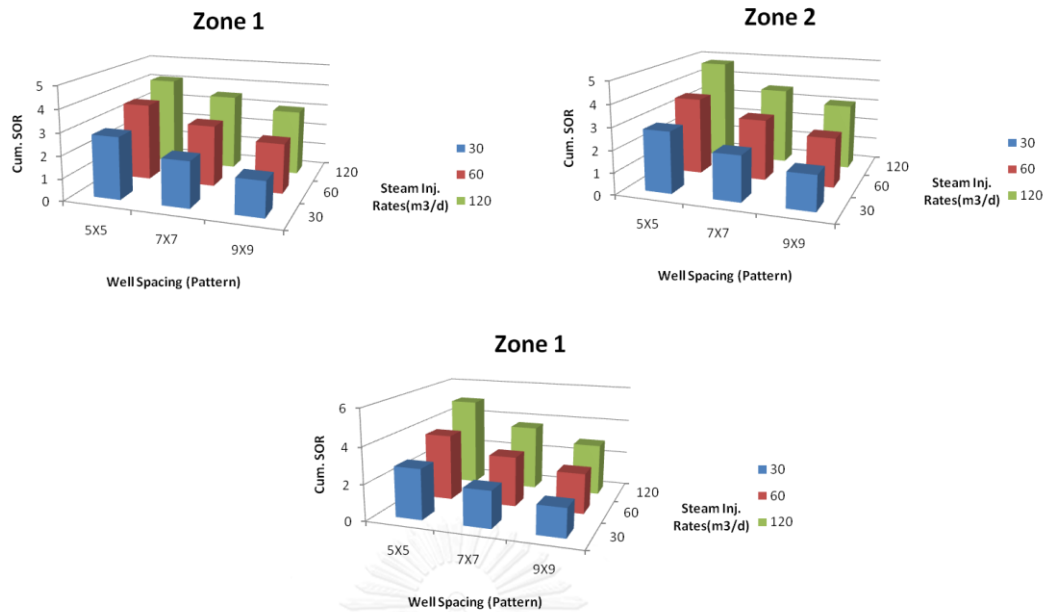 Zone 1
5
4
3
2
1
0
Cum. SOR
5X5
7X7
9X9
120
60
30
Steam Inj.
Rates(m3/d)
30
60
120
Well Spacing (Pattern)
Zone 2
5
4
3
2
1
0
Cum. SOR
5X5
7X7
9X9
120
60
30
Steam Inj.
Rates(m3/d)
30
60
120
Well Spacing (Pattern)
Zone 1
6
4
2
0
Cum. SOR
5X5
7X7
9X9
120
60
30
Steam Inj.
Rates(m3/d)
30
60
120
Well Spacing (Pattern)